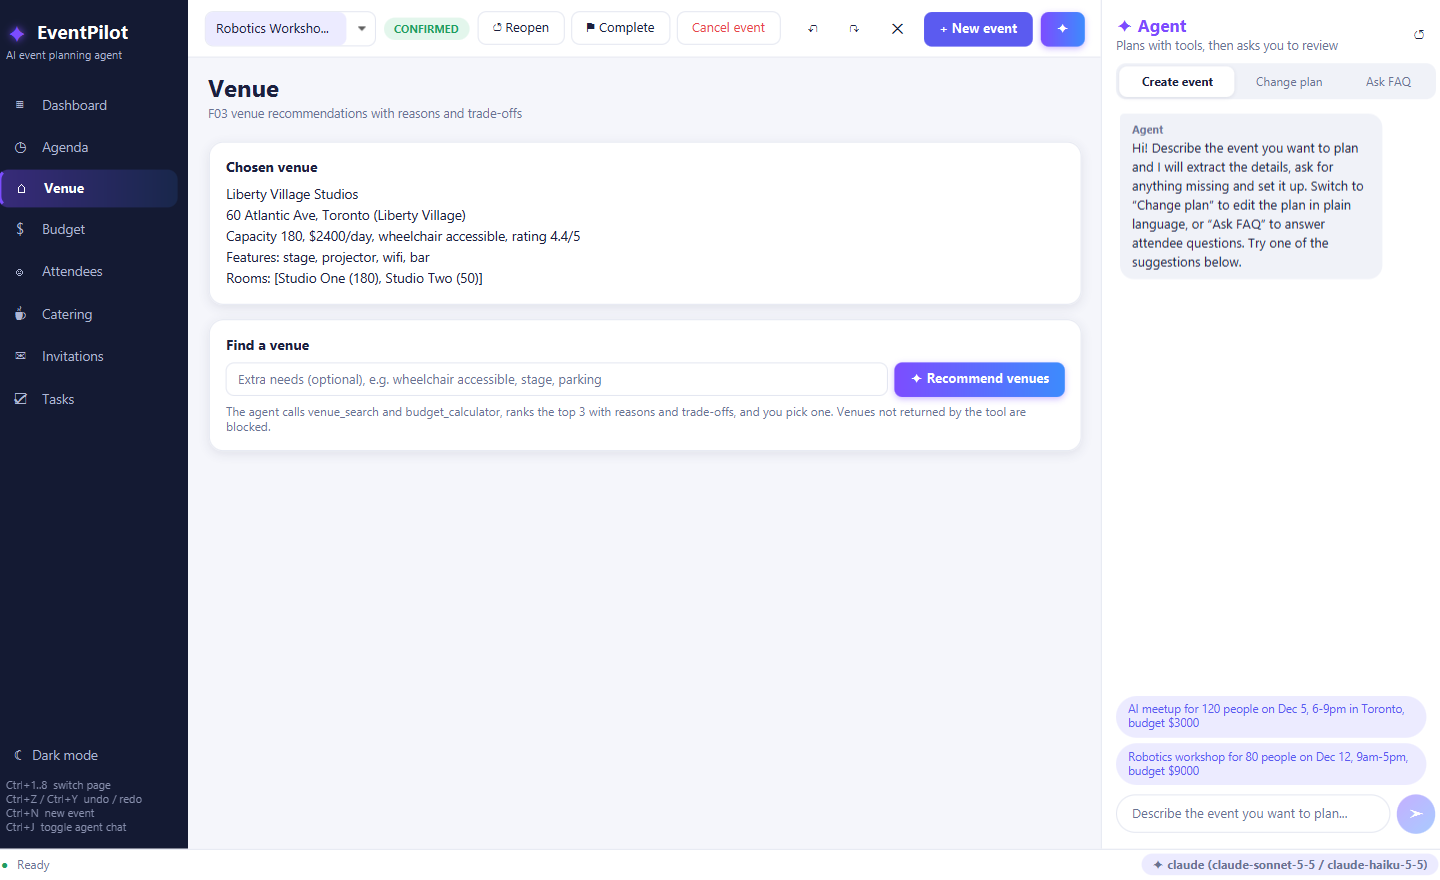 EventPilot
AI event planning agent
Dashboard
Agenda
Venue
Budget
Attendees
Catering
Invitations
Tasks
Dark mode
Ctrl+1..8 switch page
Ctrl+Z / Ctrl+Y undo / redo
Ctrl+N new event
Ctrl+J toggle agent chat
Robotics Worksho...
CONFIRMED
Reopen
Complete
Cancel event
+ New event
Venue
F03 venue recommendations with reasons and trade-offs
Chosen venue
Liberty Village Studios
60 Atlantic Ave, Toronto (Liberty Village)
Capacity 180, $2400/day, wheelchair accessible, rating 4.4/5
Features: stage, projector, wifi, bar
Rooms: [Studio One (180), Studio Two (50)]
Find a venue
Extra needs (optional), e.g. wheelchair accessible, stage, parking
Recommend venues
The agent calls venue_search and budget_calculator, ranks the top 3 with reasons and trade-offs, and you pick one. Venues not returned by the tool are
blocked.
Agent
Plans with tools, then asks you to review
Create event
Change plan
Ask FAQ
Agent
Hi! Describe the event you want to plan
and I will extract the details, ask for
anything missing and set it up. Switch to
“Change plan” to edit the plan in plain
language, or “Ask FAQ” to answer
attendee questions. Try one of the
suggestions below.
AI meetup for 120 people on Dec 5, 6-9pm in Toronto,
budget $3000
Robotics workshop for 80 people on Dec 12, 9am-5pm,
budget $9000
Describe the event you want to plan...
Ready
claude (claude-sonnet-5-5 / claude-haiku-5-5)